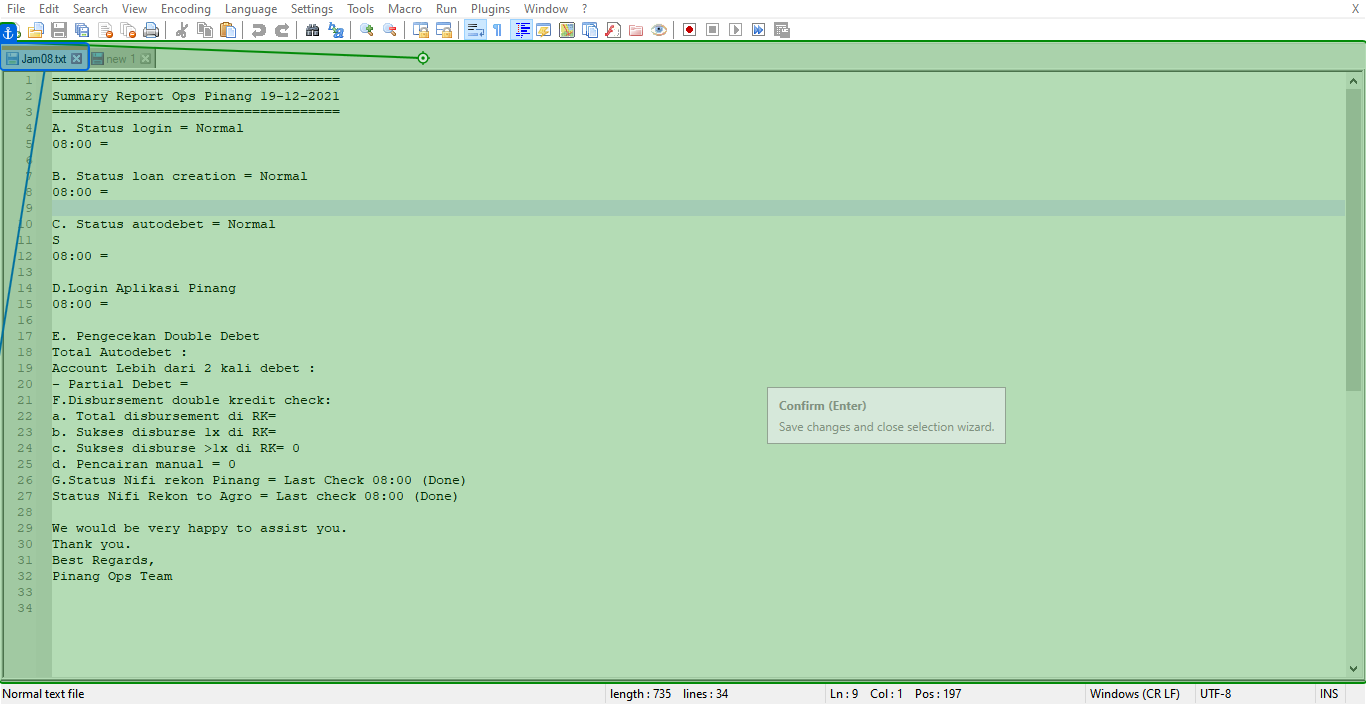 File Edit Search View Encoding Language Settings Tools Macro Run Plugins Window ? X
Jam08.txt new 1
1 ====================================
2 Summary Report Ops Pinang 19-12-2021
3 ====================================
4 A. Status login = Normal
5 08:00 =
6
7 B. Status loan creation = Normal
8 08:00 =
9
10 C. Status autodebet = Normal
11 S
12 08:00 =
13
14 D.Login Aplikasi Pinang
15 08:00 =
16
17 E. Pengecekan Double Debet
18 Total Autodebet :
19 Account Lebih dari 2 kali debet :
20 - Partial Debet =
21 F.Disbursement double kredit check:
22 a. Total disbursement di RK=
23 b. Sukses disburse 1x di RK=
24 c. Sukses disburse >1x di RK= 0
25 d. Pencairan manual = 0
26 G.Status Nifi rekon Pinang = Last Check 08:00 (Done)
27 Status Nifi Rekon to Agro = Last check 08:00 (Done)
28
29 We would be very happy to assist you.
30 Thank you.
31 Best Regards,
32 Pinang Ops Team
33
34
Confirm (Enter)
Save changes and close selection wizard.
Normal text file length : 735 lines : 34 Ln : 9 Col : 1 Pos : 197 Windows (CR LF) UTF-8 INS